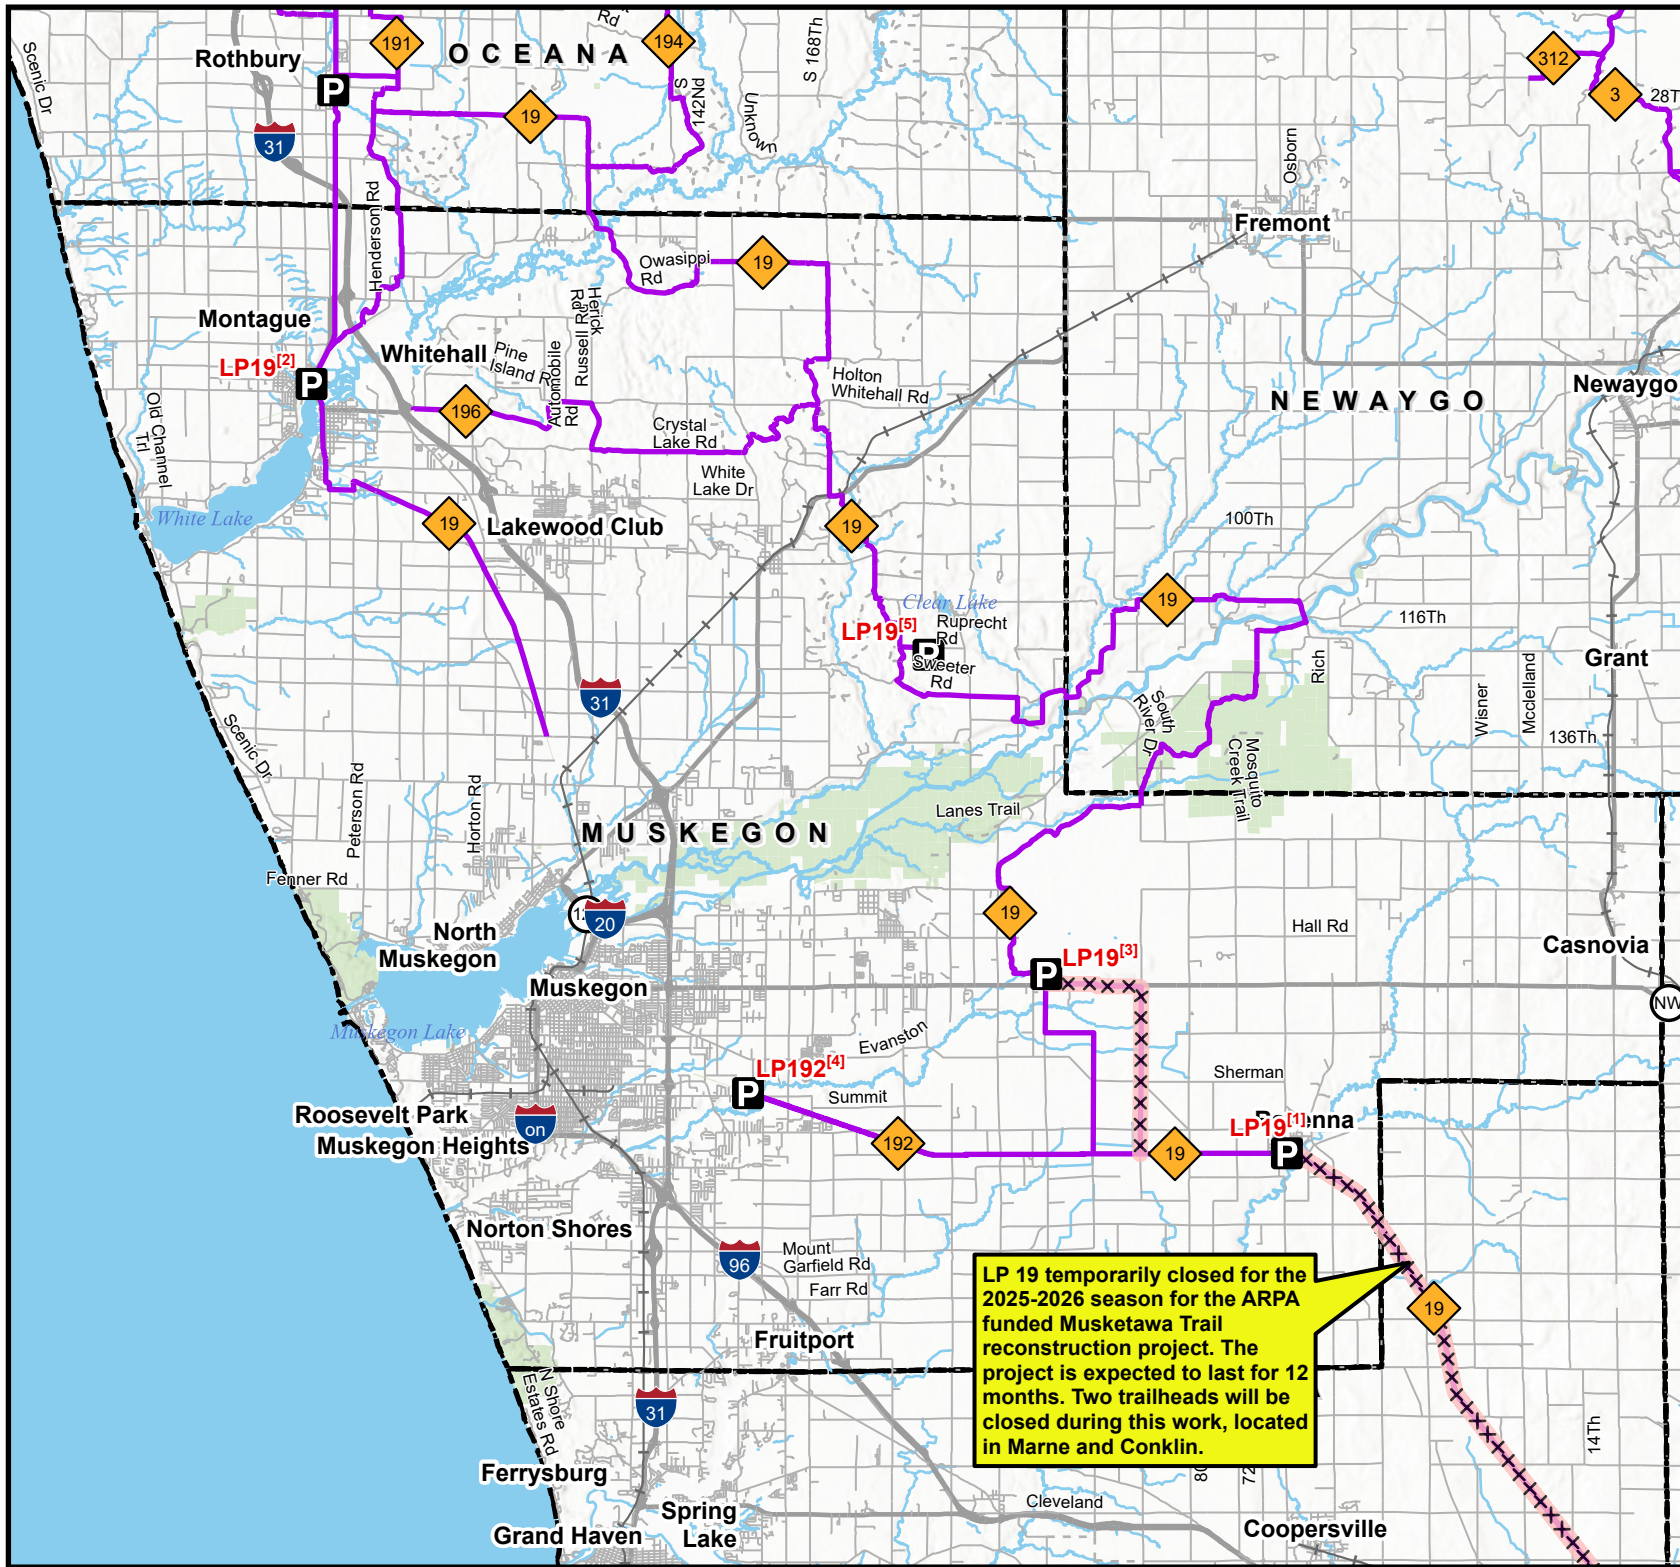 Rd
S 168Th
Scenic Dr
OCEANA
191
194
Rothbury
312
P
3
28T
S 142Nd
Unknown
19
31
Osborn
Henderson Rd
Fremont
Owasippi
Rd
19
Herick
Rd
Russell Rd
Montague
Whitehall
Pine
Island R
LP19[2]
P
Automobile
Rd
Holton
Whitehall Rd
Newaygo
NEWAYGO
196
Old Channel
Trl
Crystal
Lake Rd
White
Lake Dr
White Lake
19
Lakewood Club
19
100Th
Clear Lake
19
LP19[5]
P
Ruprecht
Rd
116Th
Sweeter
Rd
Grant
Rich
31
South
River Dr
Wisner
Mcclelland
136Th
Scenic Dr
Mosquito
Creek Trail
Peterson Rd
Horton Rd
Lanes Trail
MUSKEGON
Fenner Rd
20
19
Hall Rd
North
Muskegon
Casnovia
LP19[3]
P
Muskegon
NW
Muskegon Lake
Evanston
LP192[4]
P
Sherman
Summit
Roosevelt Park
on
Muskegon Heights
192
LP19[1]
enna
P
19
Norton Shores
Mount
Garfield Rd
96
Farr Rd
LP 19 temporarily closed for the
2025-2026 season for the ARPA
funded Musketawa Trail
reconstruction project. The
project is expected to last for 12
months. Two trailheads will be
closed during this work, located
in Marne and Conklin.
19
Fruitport
N Shore
Estates Rd
31
14Th
Ferrysburg
80
72
Cleveland
Spring
Lake
Grand Haven
Coopersville